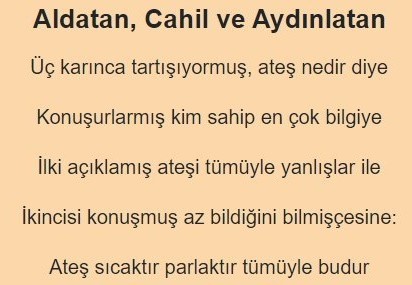 Aldatan, Cahil ve Aydınlatan
Üç karınca tartışıyormuş, ateş nedir diye
Konuşurlarmış kim sahip en çok bilgiye
İlki açıklamış ateşi tümüyle yanlışlar ile
İkincisi konuşmuş az bildiğini bilmişçesine:
Ateş sıcaktır parlaktır tümüyle budur